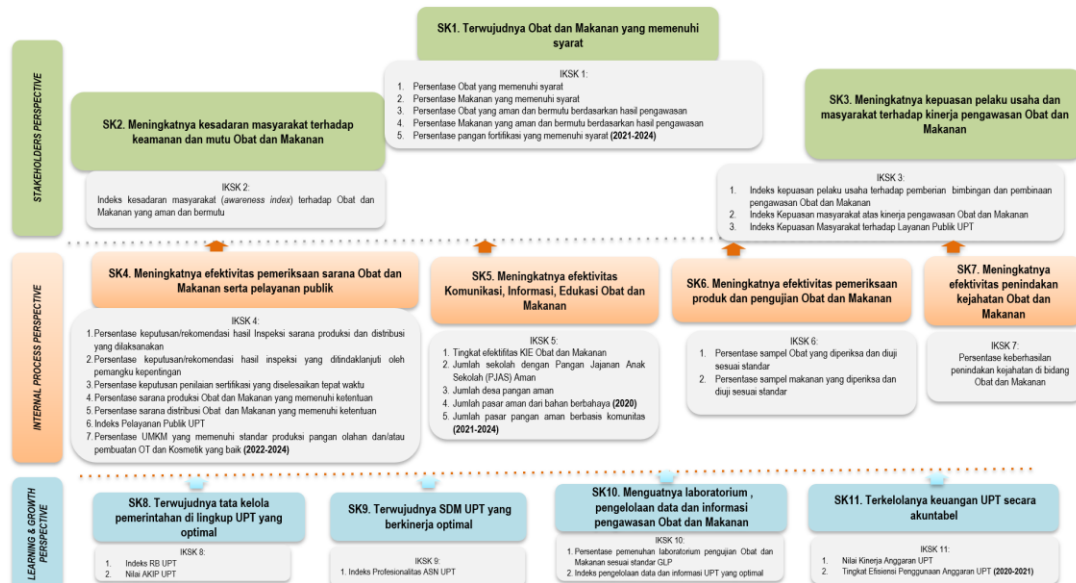 STAKEHOLDERS PERSPECTIVE
SK1. Terwujudnya Obat dan Makanan yang memenuhi
syarat
IKSK 1:
1. Persentase Obat yang memenuhi syarat
2. Persentase Makanan yang memenuhi syarat
3. Persentase Obat yang aman dan bermutu berdasarkan hasil pengawasan
4. Persentase Makanan yang aman dan bermutu berdasarkan hasil pengawasan
5. Persentase pangan fortifikasi yang memenuhi syarat (2021-2024)
SK2. Meningkatnya kesadaran masyarakat terhadap
keamanan dan mutu Obat dan Makanan
IKSK 2:
Indeks kesadaran masyarakat (awareness index) terhadap Obat dan
Makanan yang aman dan bermutu
SK3. Meningkatnya kepuasan pelaku usaha dan
masyarakat terhadap kinerja pengawasan Obat dan
Makanan
IKSK 3:
1. Indeks kepuasan pelaku usaha terhadap pemberian bimbingan dan pembinaan
pengawasan Obat dan Makanan
2. Indeks Kepuasan masyarakat atas kinerja pengawasan Obat dan Makanan
3. Indeks Kepuasan Masyarakat terhadap Layanan Publik UPT
INTERNAL PROCESS PERSPECTIVE
SK4. Meningkatnya efektivitas pemeriksaan sarana Obat dan
Makanan serta pelayanan publik
IKSK 4:
1. Persentase keputusan/rekomendasi hasil Inspeksi sarana produksi dan distribusi
yang dilaksanakan
2. Persentase keputusan/rekomendasi hasil inspeksi yang ditindaklanjuti oleh
pemangku kepentingan
3. Persentase keputusan penilaian sertifikasi yang diselesaikan tepat waktu
4. Persentase sarana produksi Obat dan Makanan yang memenuhi ketentuan
5. Persentase sarana distribusi Obat dan Makanan yang memenuhi ketentuan
6. Indeks Pelayanan Publik UPT
7. Persentase UMKM yang memenuhi standar produksi pangan olahan dan/atau
pembuatan OT dan Kosmetik yang baik (2022-2024)
SK5. Meningkatnya efektivitas
Komunikasi, Informasi, Edukasi Obat dan
Makanan
IKSK 5:
1. Tingkat efektifitas KIE Obat dan Makanan
2. Jumlah sekolah dengan Pangan Jajanan Anak
Sekolah (PJAS) Aman
3. Jumlah desa pangan aman
4. Jumlah pasar aman dari bahan berbahaya (2020)
5. Jumlah pasar pangan aman berbasis komunitas
(2021-2024)
SK6. Meningkatnya efektivitas pemeriksaan
produk dan pengujian Obat dan Makanan
IKSK 6:
1. Persentase sampel Obat yang diperiksa dan diuji
sesuai standar
2. Persentase sampel makanan yang diperiksa dan
diuji sesuai standar
SK7. Meningkatnya
efektivitas penindakan
kejahatan Obat dan
Makanan
IKSK 7:
Persentase keberhasilan
penindakan kejahatan di bidang
Obat dan Makanan
LEARNING & GROWTH
PERSPECTIVE
SK8. Terwujudnya tata kelola
pemerintahan di lingkup UPT yang
optimal
IKSK 8:
1. Indeks RB UPT
2. Nilai AKIP UPT
SK9. Terwujudnya SDM UPT yang
berkinerja optimal
IKSK 9:
1. Indeks Profesionalitas ASN UPT
SK10. Menguatnya laboratorium ,
pengelolaan data dan informasi
pengawasan Obat dan Makanan
IKSK 10:
1. Persentase pemenuhan laboratorium pengujian Obat dan
Makanan sesuai standar GLP
2. Indeks pengelolaan data dan informasi UPT yang optimal
SK11. Terkelolanya keuangan UPT secara
akuntabel
IKSK 11:
1. Nilai Kinerja Anggaran UPT
2. Tingkat Efisiensi Penggunaan Anggaran UPT (2020-2021)